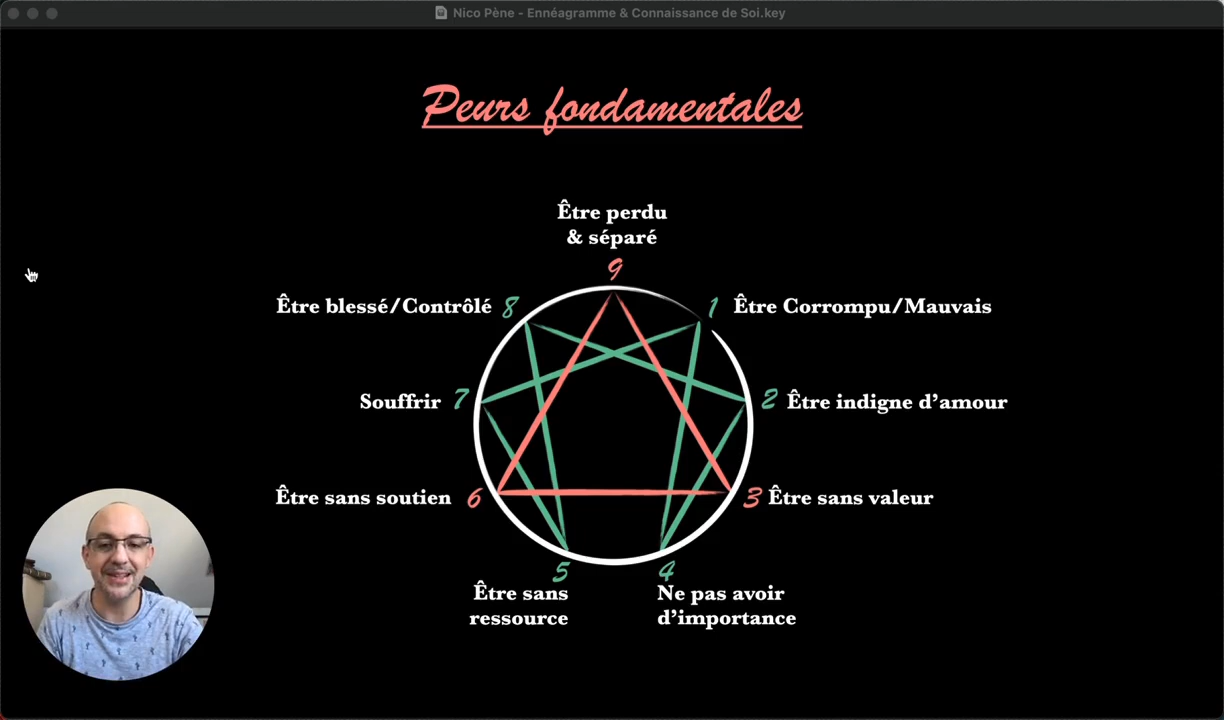 Nico Pène - Ennéagramme & Connaissance de Soi.key
Peurs fondamentales
Être perdu
& séparé
9
Être blessé/Contrôlé 8
1 Être Corrompu/Mauvais
Souffrir 7
2 Être indigne d’amour
Être sans soutien 6
3 Être sans valeur
5
Être sans
ressource
4
Ne pas avoir
d’importance